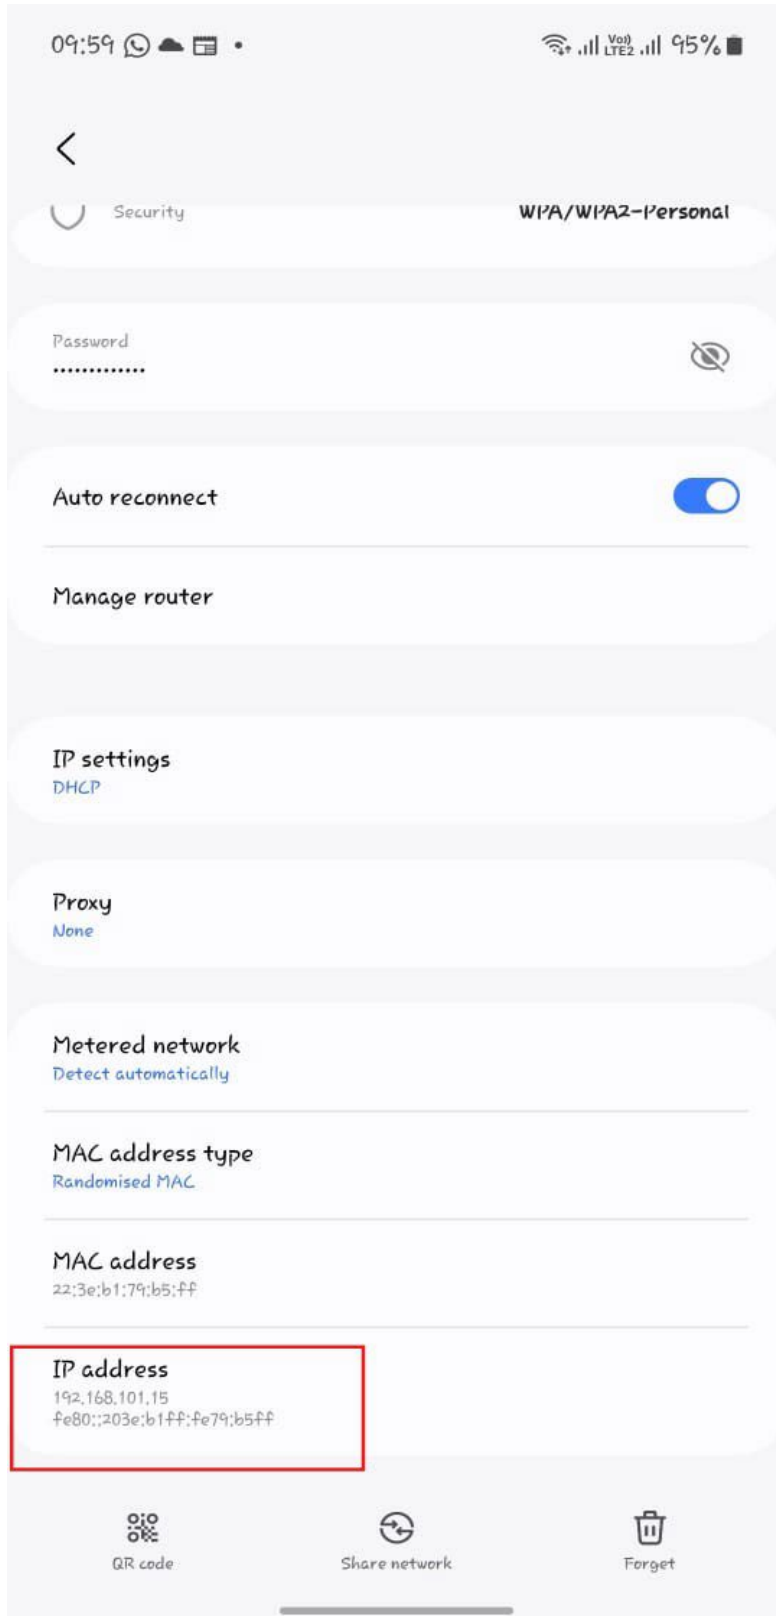 09:59
VoD 95%
LTE2
Security WPA/WPA2-Personal
Password
•••••••••••••
Auto reconnect
Manage router
IP settings
DHCP
Proxy
None
Metered network
Detect automatically
MAC address type
Randomised MAC
MAC address
22:3e:b1:79:b5:ff
IP address
192.168.101.15
fe80::203e:b1ff:fe79:b5ff
QR code Share network Forget